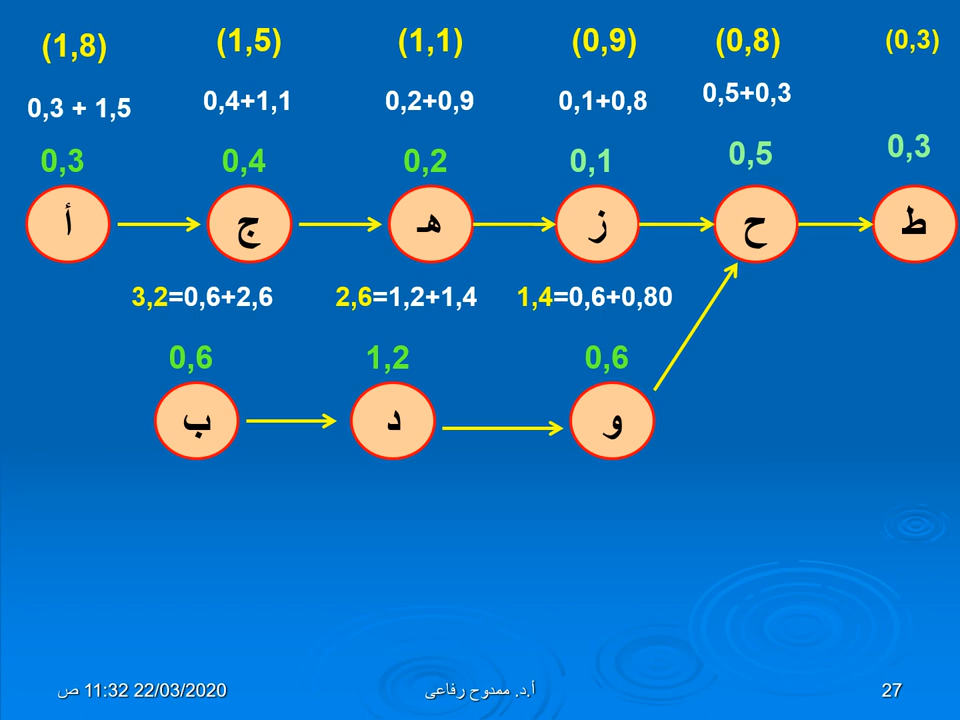 (1,8) (1,5) (1,1) (0,9) (0,8) (0,3)
0,3 + 1,5 0,4+1,1 0,2+0,9 0,1+0,8 0,5+0,3
0,3 0,4 0,2 0,1 0,5 0,3
أ ج هـ ز ح ط
3,2=0,6+2,6 2,6=1,2+1,4 1,4=0,6+0,80
0,6 1,2 0,6
ب د و
22/03/2020 11:32 ص أ.د. ممدوح رفاعى 27